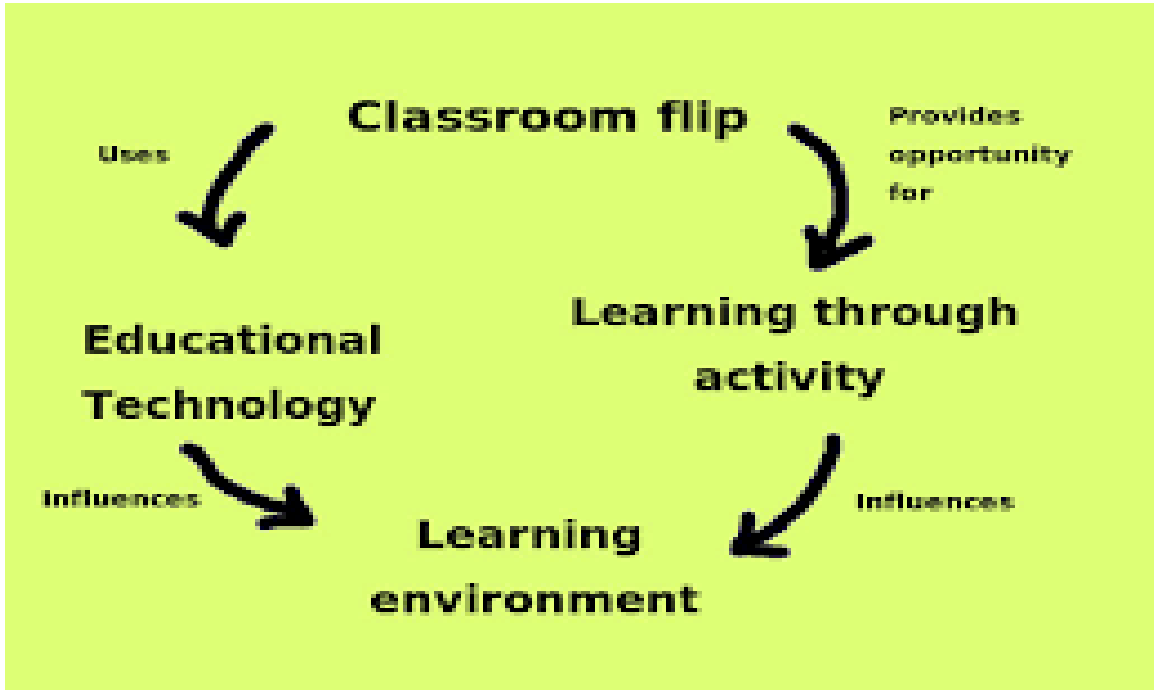 Classroom flip
Uses
Provides
opportunity
for
Educational
Technology
Learning through
activity
Influences
Influences
Learning
environment